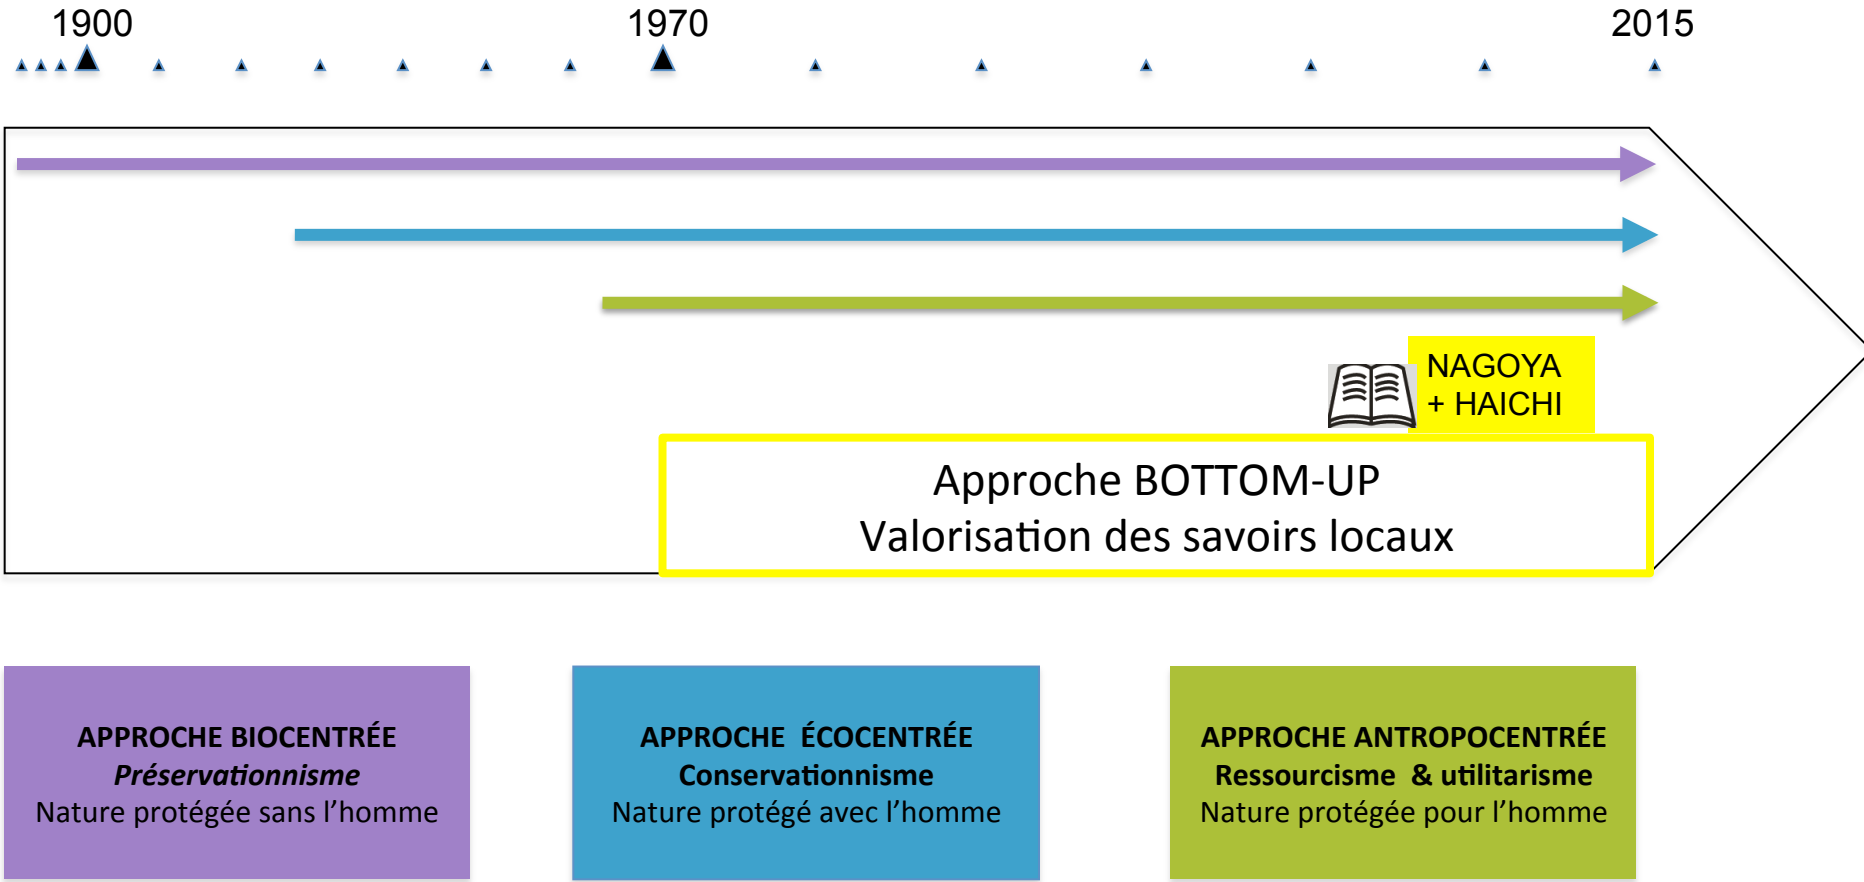 1900
1970
2015
NAGOYA
+ HAICHI
Approche BOTTOM-UP
Valorisation des savoirs locaux
APPROCHE BIOCENTRÉE
Préservationnisme
Nature protégée sans l’homme
APPROCHE ÉCOCENTRÉE
Conservationnisme
Nature protégé avec l’homme
APPROCHE ANTROPOCENTRÉE
Ressourcisme & utilitarisme
Nature protégée pour l’homme